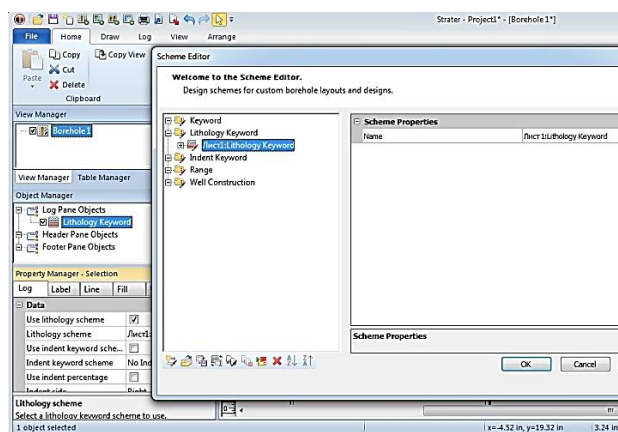 Strater - Project1* - [Borehole 1*]
File Home Draw Log View Arrange
Paste
Copy
Copy View
Cut
Delete
Clipboard
View Manager
Borehole 1
View Manager Table Manager
Object Manager
Log Pane Objects
Lithology Keyword
Header Pane Objects
Footer Pane Objects
Property Manager - Selection
Log Label Line Fill
Data
Use lithology scheme
Lithology scheme Лист1:
Use indent keyword sche...
Indent keyword scheme No Ind
Use indent percentage
Indent side Right
Lithology scheme
Select a lithology keyword scheme to use.
1 object selected
Scheme Editor
Welcome to the Scheme Editor.
Design schemes for custom borehole layouts and designs.
Keyword
Lithology Keyword
Лист1:Lithology Keyword
Indent Keyword
Range
Well Construction
Scheme Properties
Name Лист1:Lithology Keyword
Scheme Properties
OK Cancel
x=-4.52 in, y=19.32 in 3.24 in